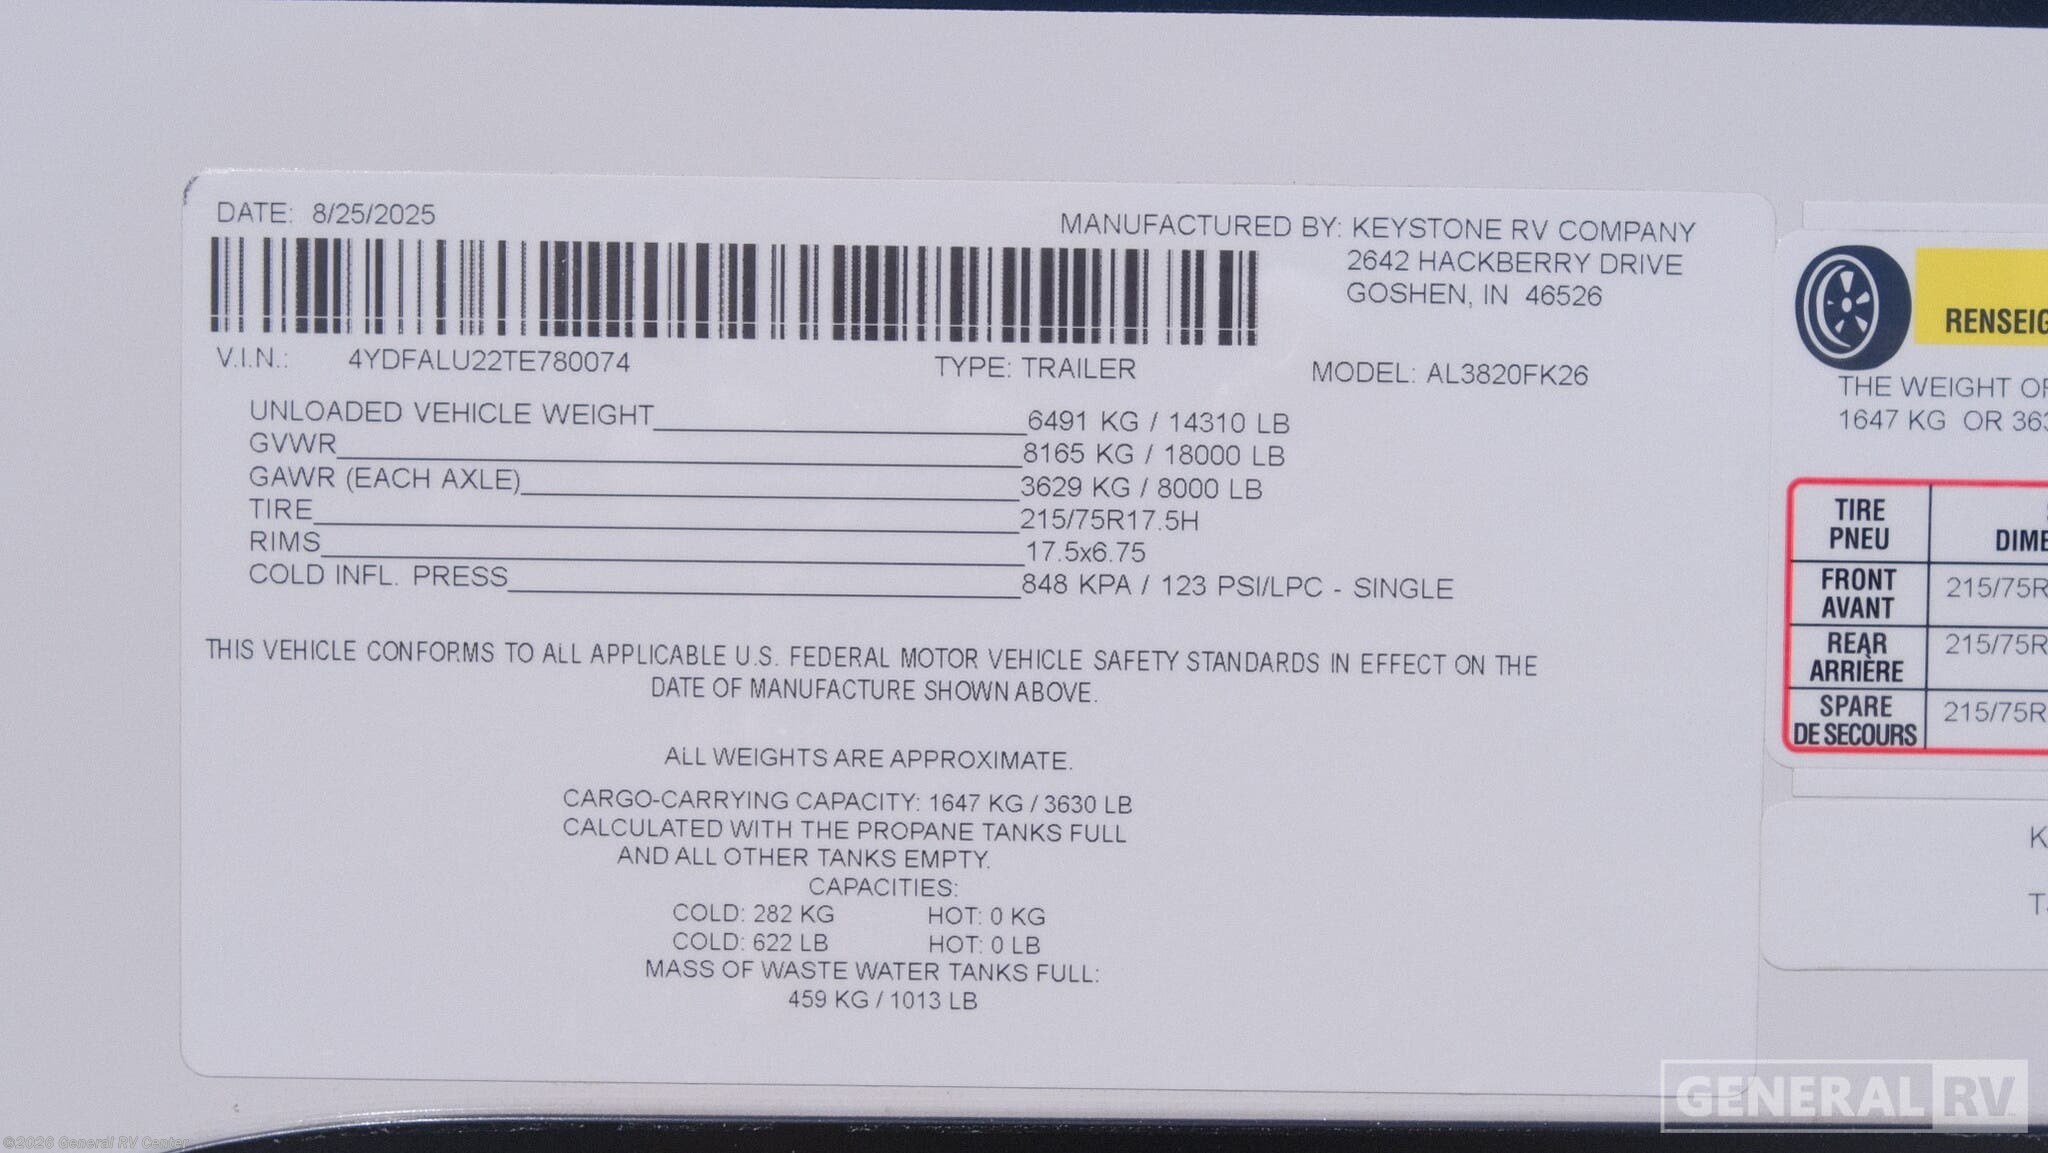 DATE: 8/25/2025
MANUFACTURED BY: KEYSTONE RV COMPANY
2642 HACKBERRY DRIVE
GOSHEN, IN 46526
V.I.N.: 4YDFALU22TE780074 TYPE: TRAILER MODEL: AL3820FK26
UNLOADED VEHICLE WEIGHT 6491 KG / 14310 LB
GVWR 8165 KG / 18000 LB
GAWR (EACH AXLE) 3629 KG / 8000 LB
TIRE 215/75R17.5H
RIMS 17.5x6.75
COLD INFL. PRESS 848 KPA / 123 PSI/LPC - SINGLE
THIS VEHICLE CONFORMS TO ALL APPLICABLE U.S. FEDERAL MOTOR VEHICLE SAFETY STANDARDS IN EFFECT ON THE
DATE OF MANUFACTURE SHOWN ABOVE.
ALL WEIGHTS ARE APPROXIMATE.
CARGO-CARRYING CAPACITY: 1647 KG / 3630 LB
CALCULATED WITH THE PROPANE TANKS FULL
AND ALL OTHER TANKS EMPTY.
CAPACITIES:
COLD: 282 KG HOT: 0 KG
COLD: 622 LB HOT: 0 LB
MASS OF WASTE WATER TANKS FULL:
459 KG / 1013 LB
RENSEIG
THE WEIGHT OF
1647 KG OR 363
TIRE
PNEU
DIME
FRONT
AVANT
215/75R
REAR
ARRIÈRE
215/75R
SPARE
DE SECOURS
215/75R
GENERAL RV
©2026 General RV Center